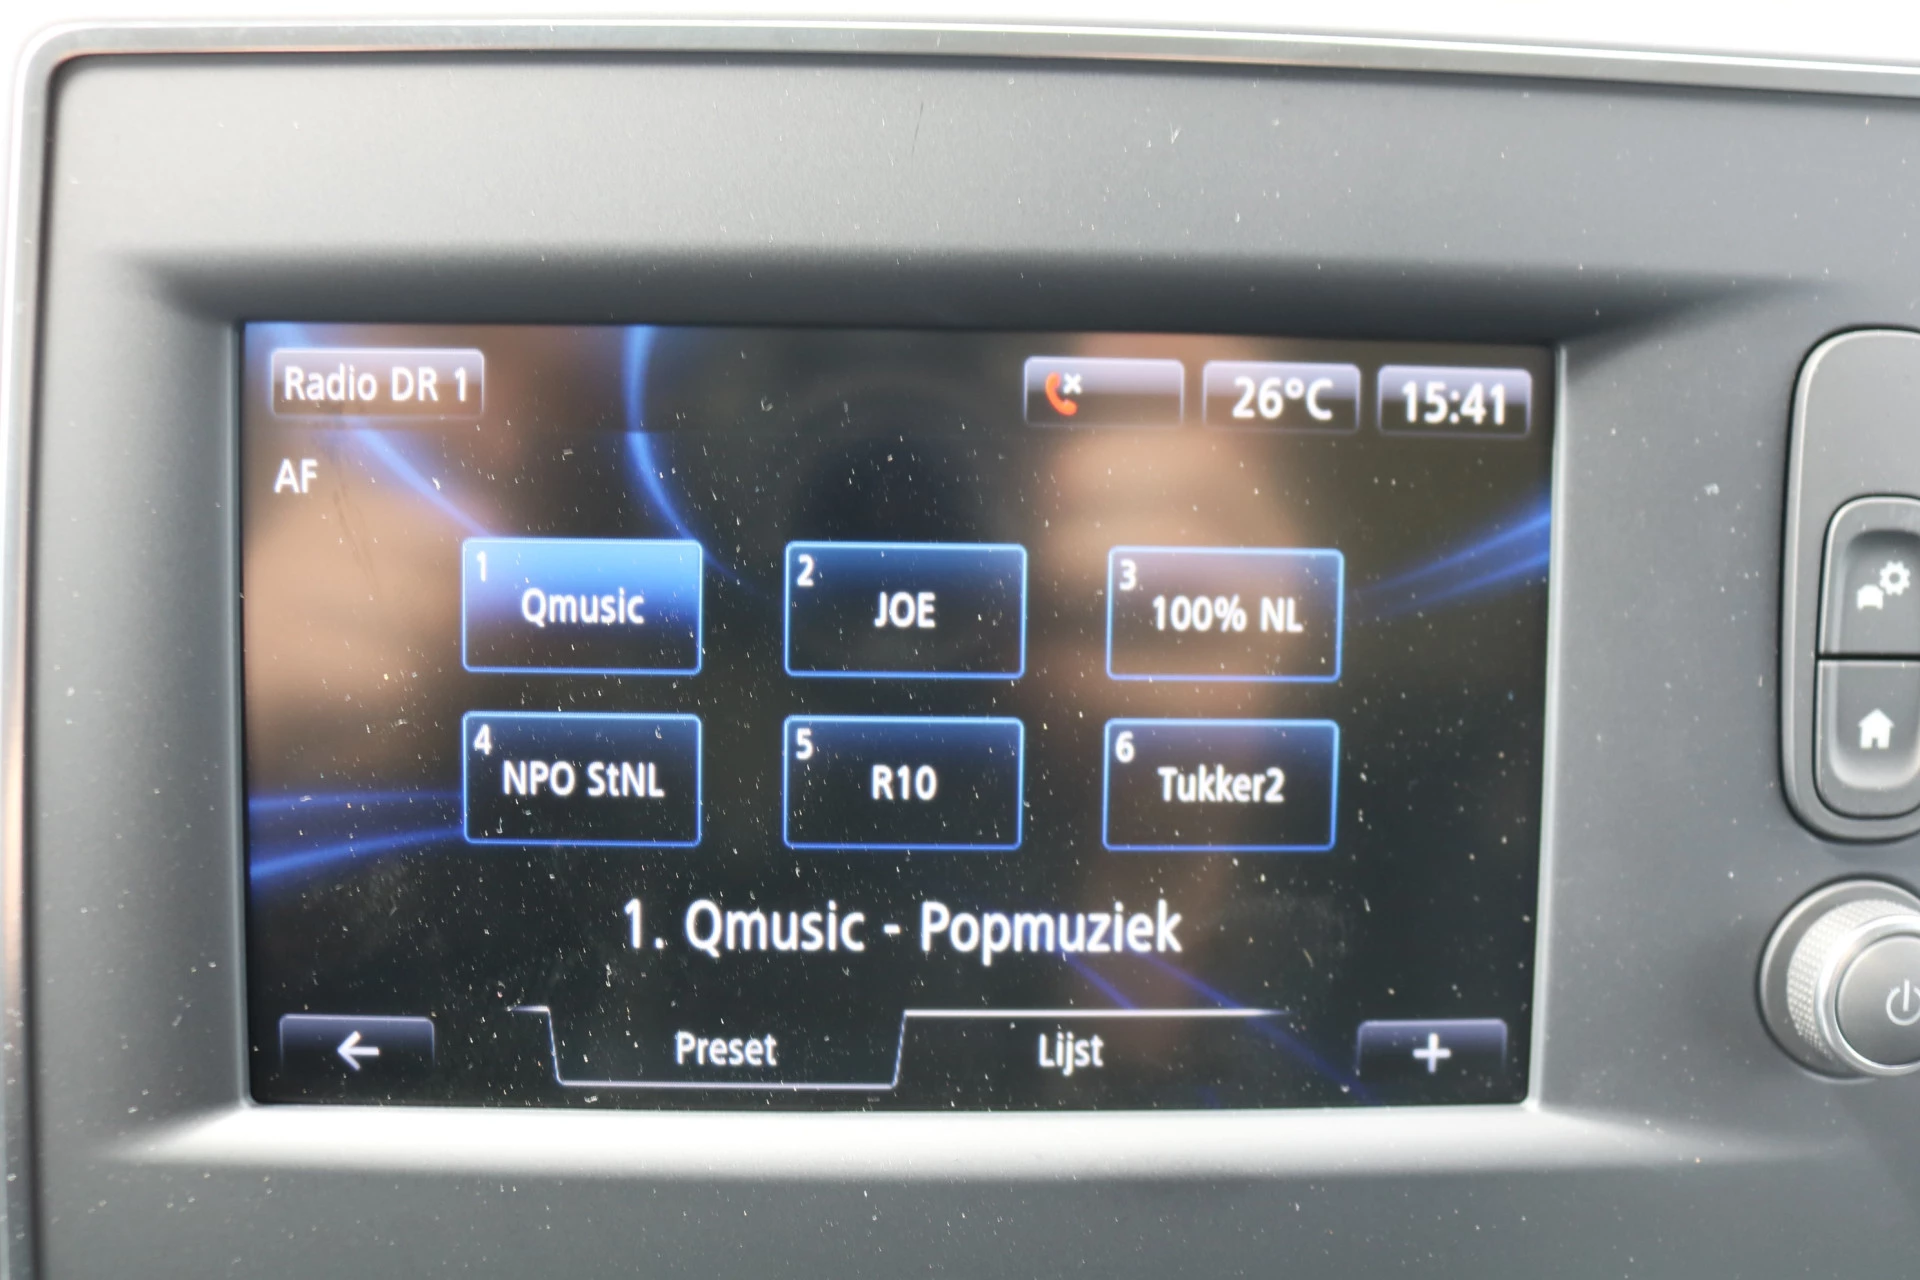 Radio DR 1
26°C
15:41
AF
1
Qmusic
2
JOE
3
100% NL
4
NPO StNL
5
R10
6
Tukker2
1. Qmusic - Popmuziek
Preset
Lijst